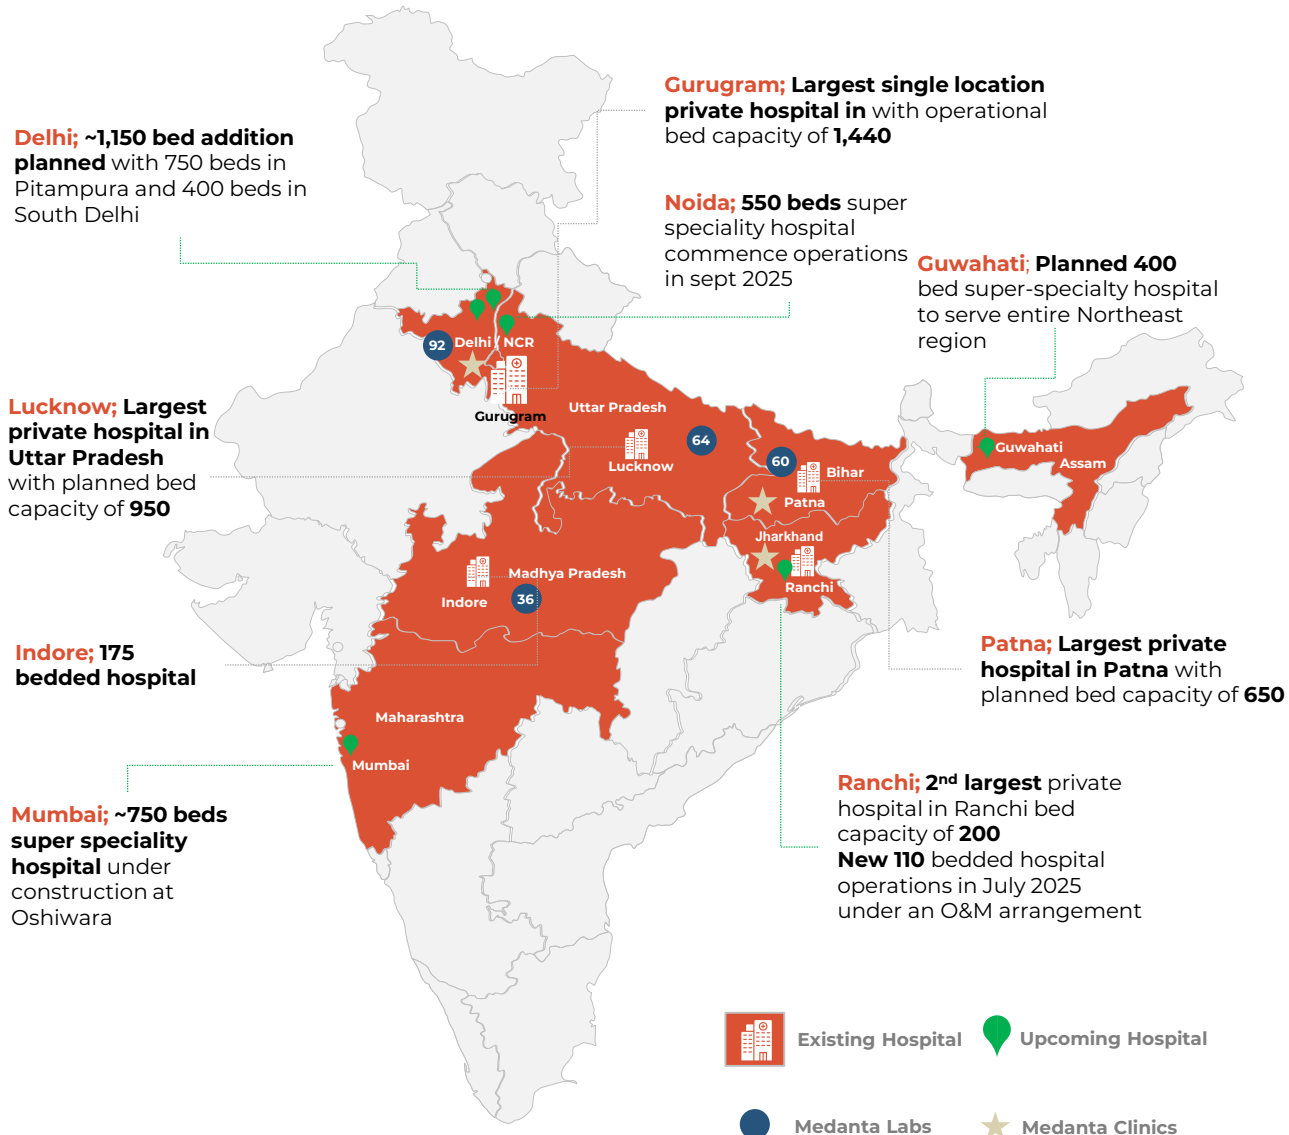 Gurugram; Largest single location
private hospital in with operational
bed capacity of 1,440
Delhi; ~1,150 bed addition
planned with 750 beds in
Pitampura and 400 beds in
South Delhi
Noida; 550 beds super
speciality hospital
commence operations
in sept 2025
Guwahati; Planned 400
bed super-specialty hospital
to serve entire Northeast
region
92
Delhi / NCR
Gurugram
Lucknow; Largest
private hospital in
Uttar Pradesh
with planned bed
capacity of 950
Uttar Pradesh
64
Lucknow
60
Bihar
Patna
Guwahati
Assam
Jharkhand
Ranchi
Madhya Pradesh
Indore
36
Indore; 175
bedded hospital
Patna; Largest private
hospital in Patna with
planned bed capacity of 650
Maharashtra
Mumbai
Mumbai; ~750 beds
super speciality
hospital under
construction at
Oshiwara
Ranchi; 2nd largest private
hospital in Ranchi bed
capacity of 200
New 110 bedded hospital
operations in July 2025
under an O&M arrangement
Existing Hospital
Upcoming Hospital
Medanta Labs
Medanta Clinics